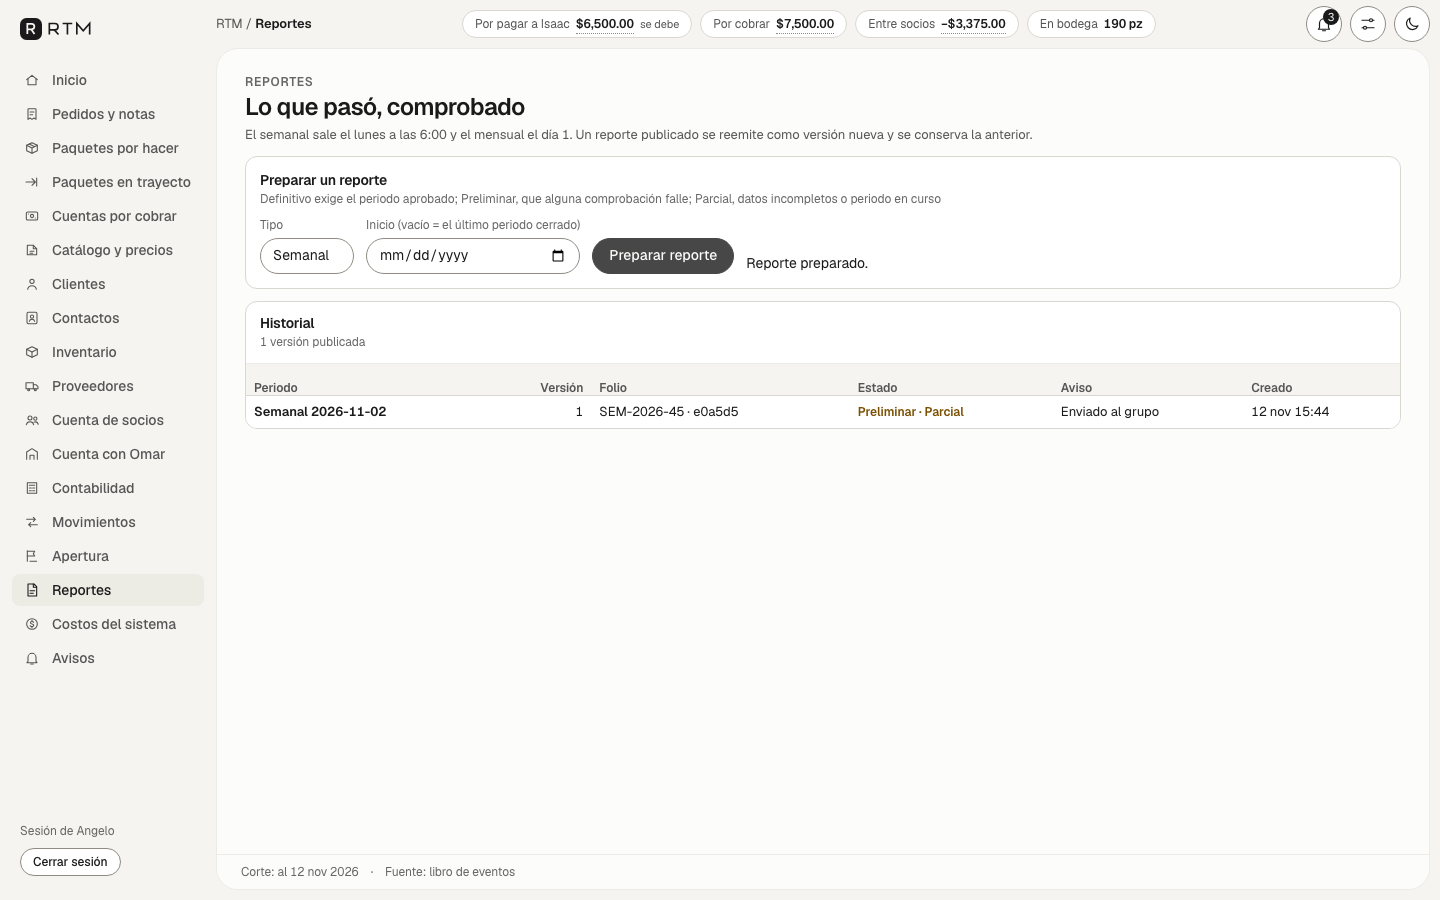 R RTM
RTM / Reportes
Por pagar a Isaac $6,500.00 se debe
Por cobrar $7,500.00
Entre socios −$3,375.00
En bodega 190 pz
3
Inicio
Pedidos y notas
Paquetes por hacer
Paquetes en trayecto
Cuentas por cobrar
Catálogo y precios
Clientes
Contactos
Inventario
Proveedores
Cuenta de socios
Cuenta con Omar
Contabilidad
Movimientos
Apertura
Reportes
Costos del sistema
Avisos
Sesión de Angelo
Cerrar sesión
REPORTES
Lo que pasó, comprobado
El semanal sale el lunes a las 6:00 y el mensual el día 1. Un reporte publicado se reemite como versión nueva y se conserva la anterior.
Preparar un reporte
Definitivo exige el periodo aprobado; Preliminar, que alguna comprobación falle; Parcial, datos incompletos o periodo en curso
Tipo Inicio (vacío = el último periodo cerrado)
Semanal mm/dd/yyyy Preparar reporte Reporte preparado.
Historial
1 versión publicada
Periodo Versión Folio Estado Aviso Creado
Semanal 2026-11-02 1 SEM-2026-45 · e0a5d5 Preliminar · Parcial Enviado al grupo 12 nov 15:44
Corte: al 12 nov 2026 · Fuente: libro de eventos